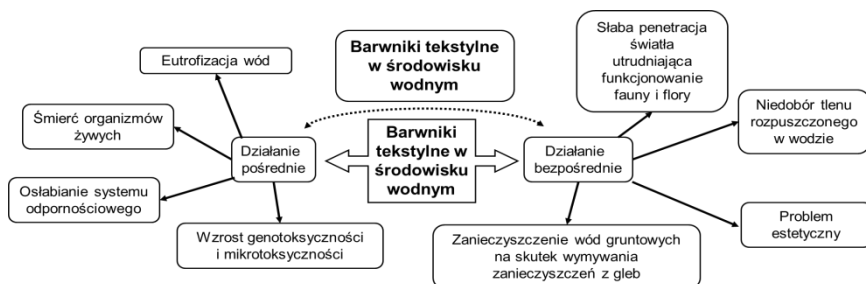 Barwniki tekstylne
w środowisku
wodnym
Eutrofizacja wód
Śmierć organizmów
żywych
Osłabianie systemu
odpornościowego
Działanie
pośrednie
Wzrost genotoksyczności
i mikrotoksyczności
Barwniki
tekstylne w
środowisku
wodnym
Działanie
bezpośrednie
Słaba penetracja
światła
utrudniająca
funkcjonowanie
fauny i flory
Niedobór tlenu
rozpuszczonego
w wodzie
Problem
estetyczny
Zanieczyszczenie wód gruntowych
na skutek wymywania
zanieczyszczeń z gleb